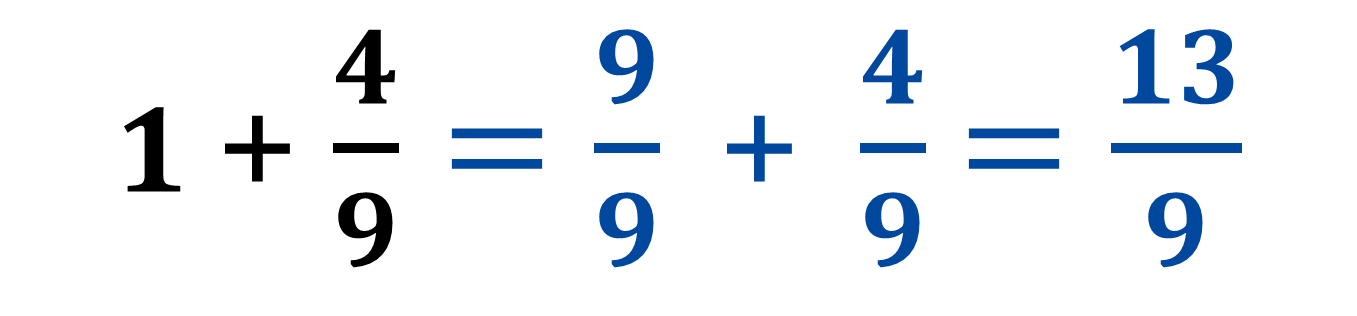 1 + 4/9 = 9/9 + 4/9 = 13/9